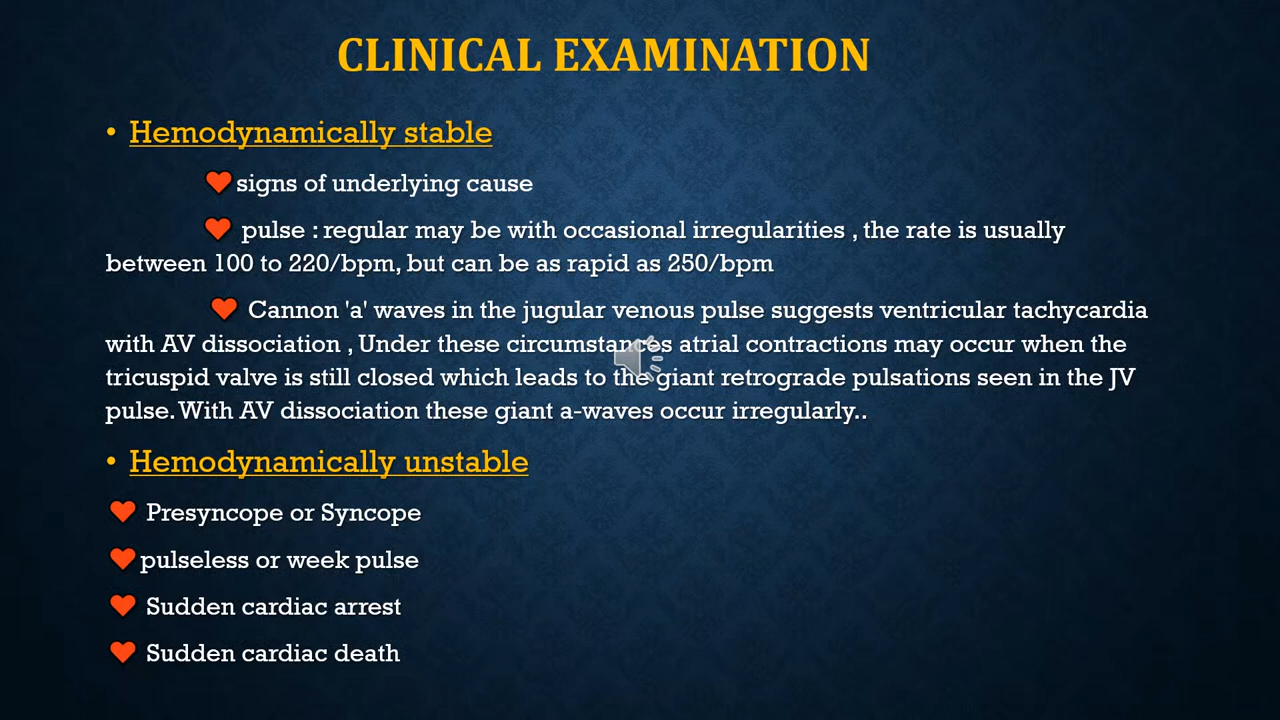 CLINICAL EXAMINATION
• Hemodynamically stable
signs of underlying cause
pulse : regular may be with occasional irregularities , the rate is usually
between 100 to 220/bpm, but can be as rapid as 250/bpm
Cannon 'a' waves in the jugular venous pulse suggests ventricular tachycardia
with AV dissociation , Under these circumstances atrial contractions may occur when the
tricuspid valve is still closed which leads to the giant retrograde pulsations seen in the JV
pulse. With AV dissociation these giant a-waves occur irregularly..
• Hemodynamically unstable
Presyncope or Syncope
pulseless or week pulse
Sudden cardiac arrest
Sudden cardiac death